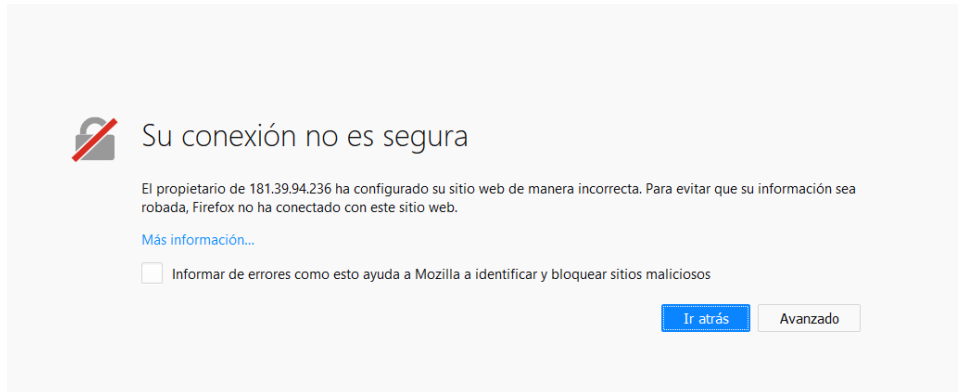 Su conexión no es segura
El propietario de 181.39.94.236 ha configurado su sitio web de manera incorrecta. Para evitar que su información sea
robada, Firefox no ha conectado con este sitio web.
Más información...
Informar de errores como esto ayuda a Mozilla a identificar y bloquear sitios maliciosos
Ir atrás
Avanzado